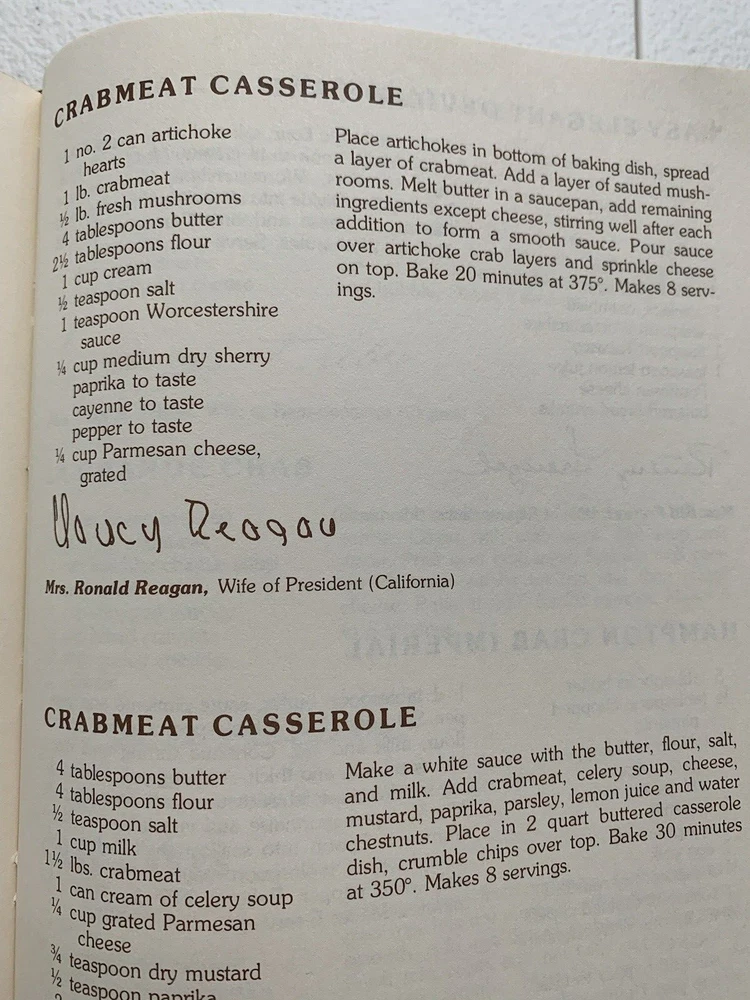 CRABMEAT CASSEROLE
1 no. 2 can artichoke
hearts
1 lb. crabmeat
½ lb. fresh mushrooms
4 tablespoons butter
2½ tablespoons flour
1 cup cream
½ teaspoon salt
1 teaspoon Worcestershire
sauce
¼ cup medium dry sherry
paprika to taste
cayenne to taste
pepper to taste
¼ cup Parmesan cheese,
grated
Place artichokes in bottom of baking dish, spread
a layer of crabmeat. Add a layer of sauted mush-
rooms. Melt butter in a saucepan, add remaining
ingredients except cheese, stirring well after each
addition to form a smooth sauce. Pour sauce
over artichoke crab layers and sprinkle cheese
on top. Bake 20 minutes at 375°. Makes 8 serv-
ings.
Nancy Reagan
Mrs. Ronald Reagan, Wife of President (California)
CRABMEAT CASSEROLE
4 tablespoons butter
4 tablespoons flour
½ teaspoon salt
1 cup milk
1½ lbs. crabmeat
1 can cream of celery soup
¼ cup grated Parmesan
cheese
¾ teaspoon dry mustard
½ teaspoon paprika
Make a white sauce with the butter, flour, salt,
and milk. Add crabmeat, celery soup, cheese,
mustard, paprika, parsley, lemon juice and water
chestnuts. Place in 2 quart buttered casserole
dish, crumble chips over top. Bake 30 minutes
at 350°. Makes 8 servings.